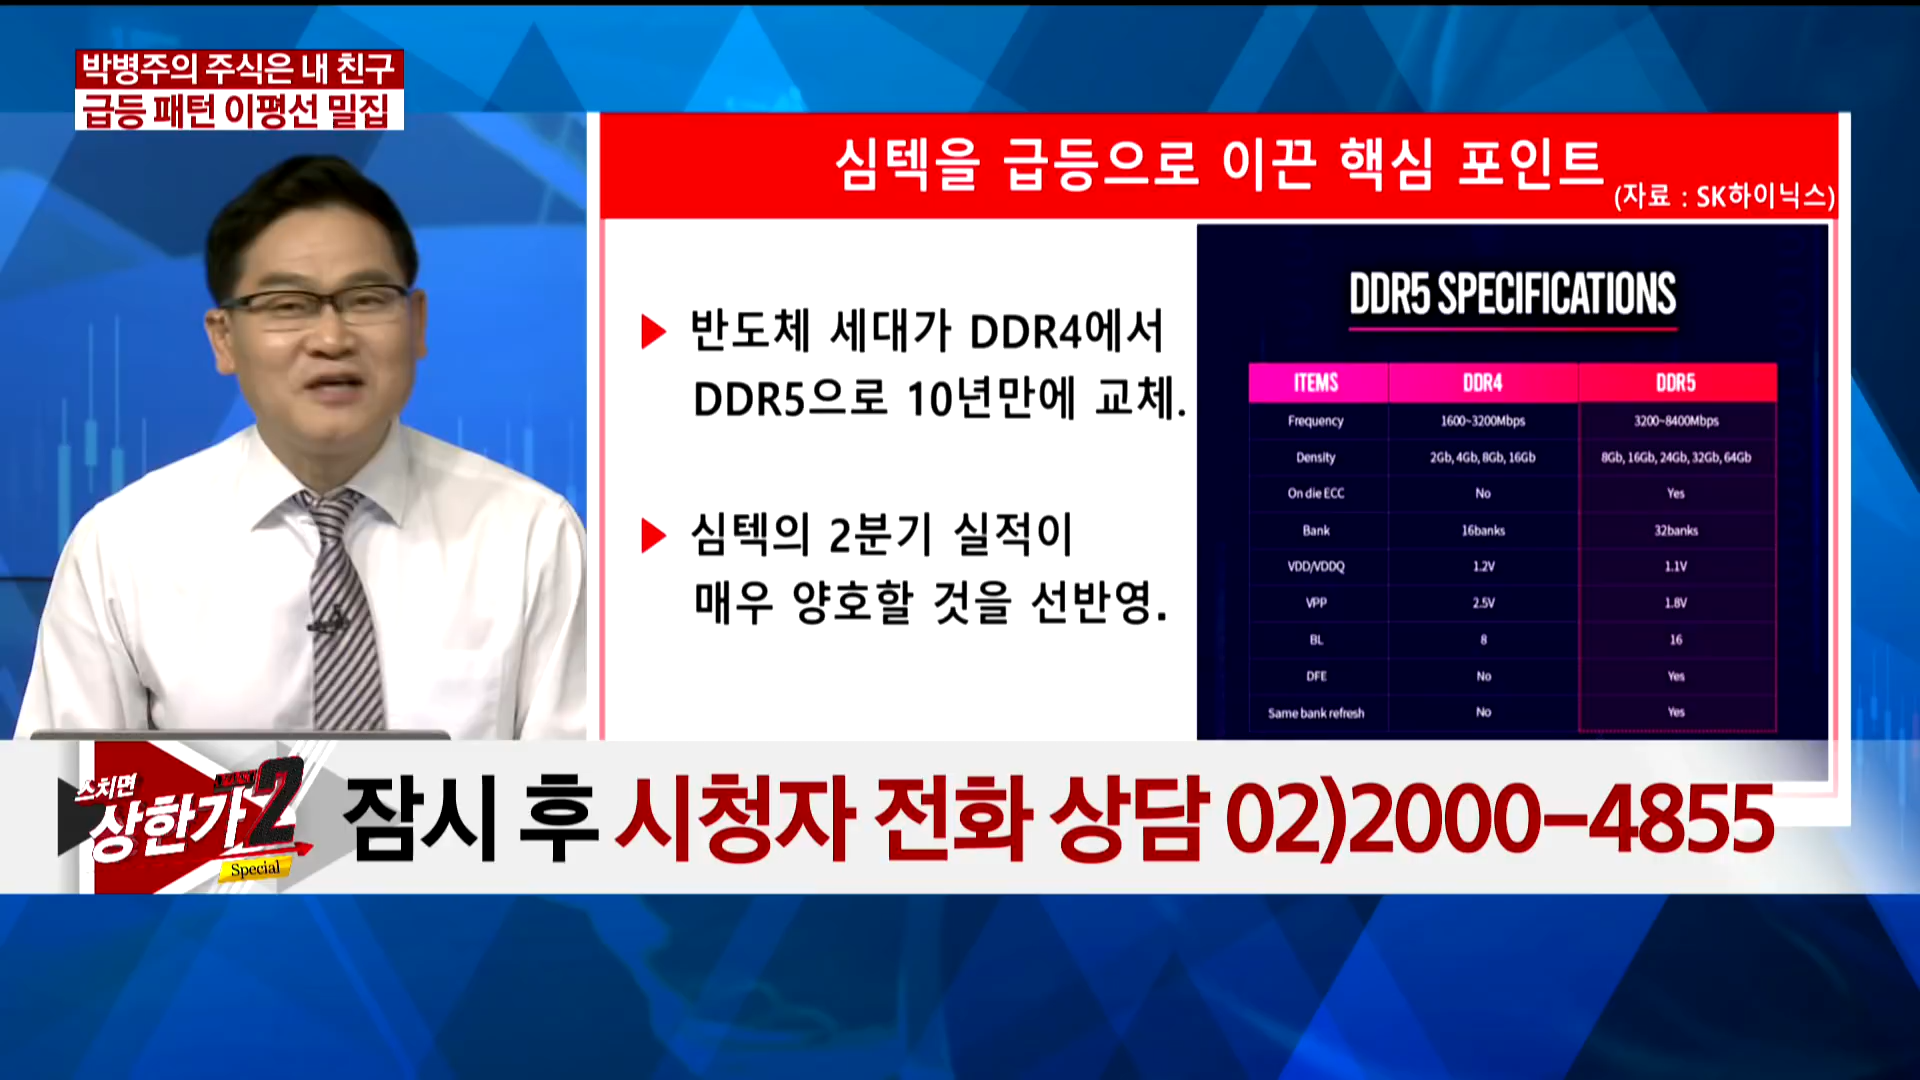 박병주의 주식은 내 친구
급등 패턴 이평선 밀집
심텍을 급등으로 이끈 핵심 포인트
(자료 : SK하이닉스)
반도체 세대가 DDR4에서
DDR5으로 10년만에 교체.
심텍의 2분기 실적이
매우 양호할 것을 선반영.
DDR5 SPECIFICATIONS
ITEMS DDR4 DDR5
Frequency 1600~3200Mbps 3200~8400Mbps
Density 2Gb, 4Gb, 8Gb, 16Gb 8Gb, 16Gb, 24Gb, 32Gb, 64Gb
On die ECC No Yes
Bank 16banks 32banks
VDD/VDDQ 1.2V 1.1V
VPP 2.5V 1.8V
BL 8 16
DFE No Yes
Same bank refresh No Yes
스치면
상한가 2
Special
잠시 후 시청자 전화 상담 02)2000-4855